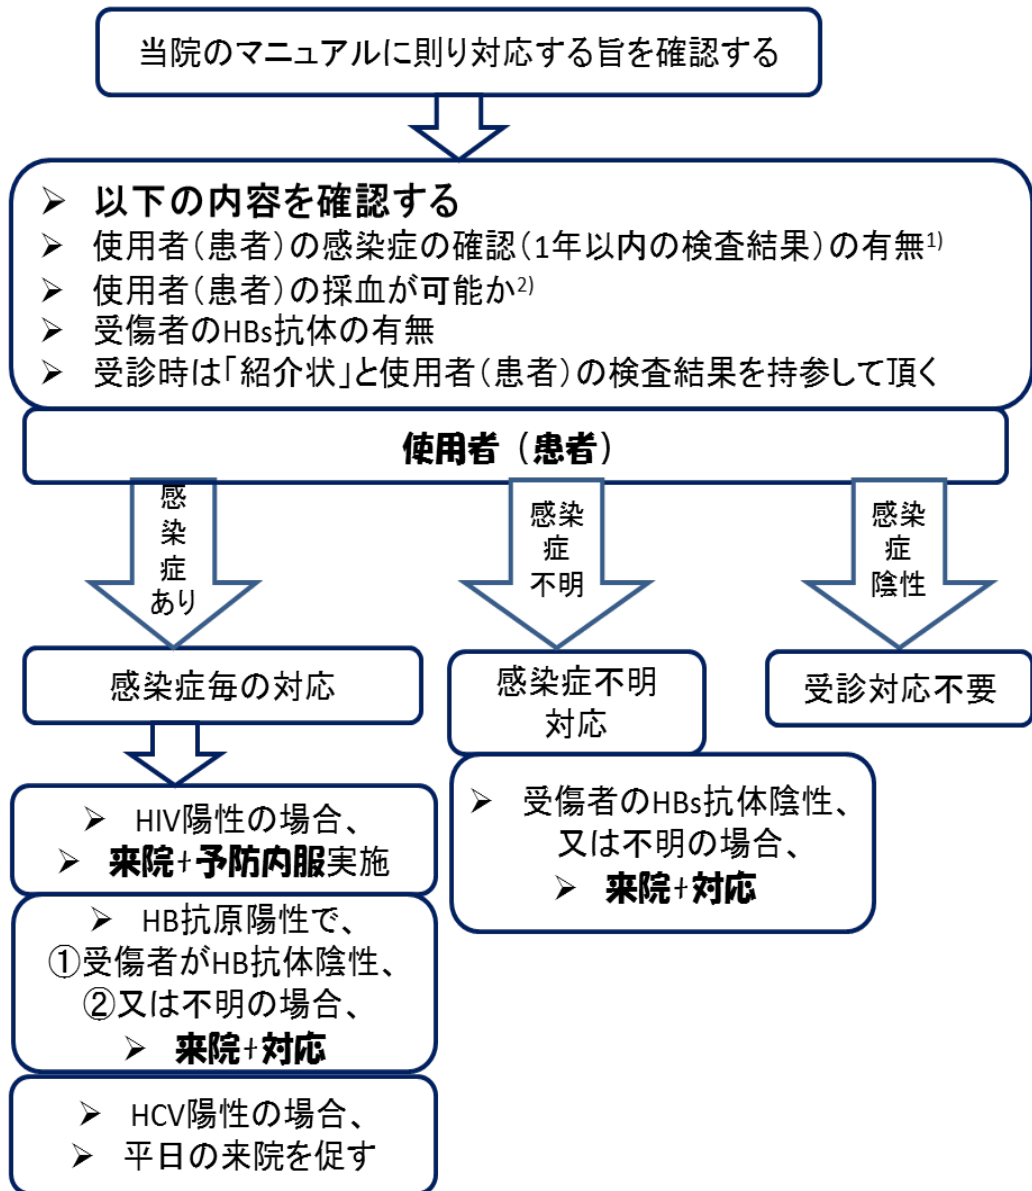 当院のマニュアルに則り対応する旨を確認する
➢ 以下の内容を確認する
➢ 使用者(患者)の感染症の確認(1年以内の検査結果)の有無1)
➢ 使用者(患者)の採血が可能か2)
➢ 受傷者のHBs抗体の有無
➢ 受診時は「紹介状」と使用者(患者)の検査結果を持参して頂く
使用者(患者)
感
染
症
あり
感染
症
不明
感染
症
陰性
感染症毎の対応
感染症不明
対応
受診対応不要
➢ HIV陽性の場合、
➢ 来院+予防内服実施
➢ HB抗原陽性で、
①受傷者がHB抗体陰性、
②又は不明の場合、
➢ 来院+対応
➢ HCV陽性の場合、
➢ 平日の来院を促す
➢ 受傷者のHBs抗体陰性、
又は不明の場合、
➢ 来院+対応